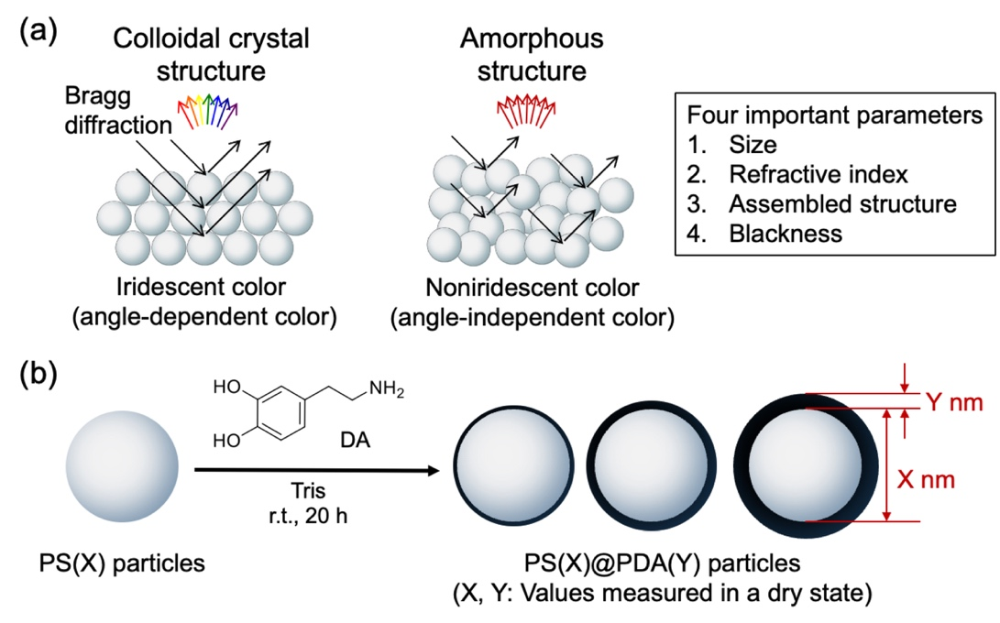 (a)
Colloidal crystal
structure
Bragg
diffraction
Iridescent color
(angle-dependent color)
Amorphous
structure
Noniridescent color
(angle-independent color)
Four important parameters
1. Size
2. Refractive index
3. Assembled structure
4. Blackness
(b)
PS(X) particles
HO
HO
NH₂
DA
Tris
r.t., 20 h
Y nm
X nm
PS(X)@PDA(Y) particles
(X, Y: Values measured in a dry state)